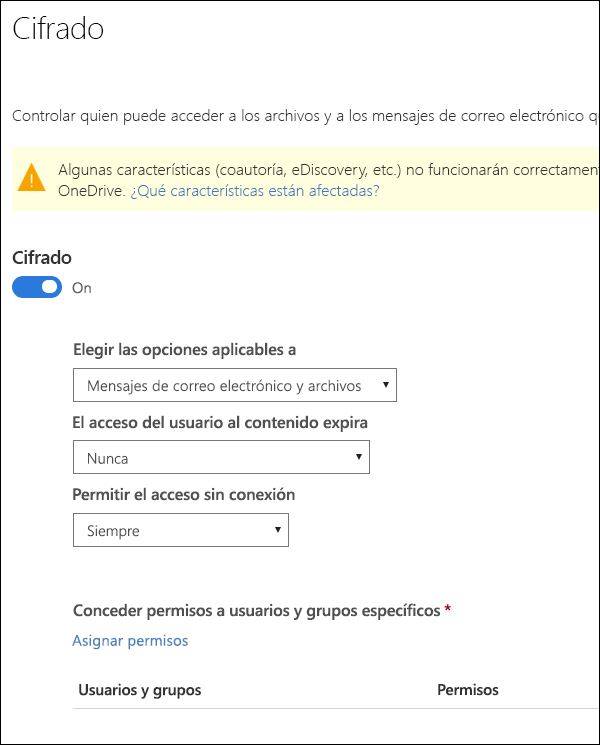 Cifrado
Controlar quien puede acceder a los archivos y a los mensajes de correo electrónico q
Algunas características (coautoría, eDiscovery, etc.) no funcionarán correctamen
OneDrive. ¿Qué características están afectadas?
Cifrado
On
Elegir las opciones aplicables a
Mensajes de correo electrónico y archivos
El acceso del usuario al contenido expira
Nunca
Permitir el acceso sin conexión
Siempre
Conceder permisos a usuarios y grupos específicos *
Asignar permisos
Usuarios y grupos Permisos